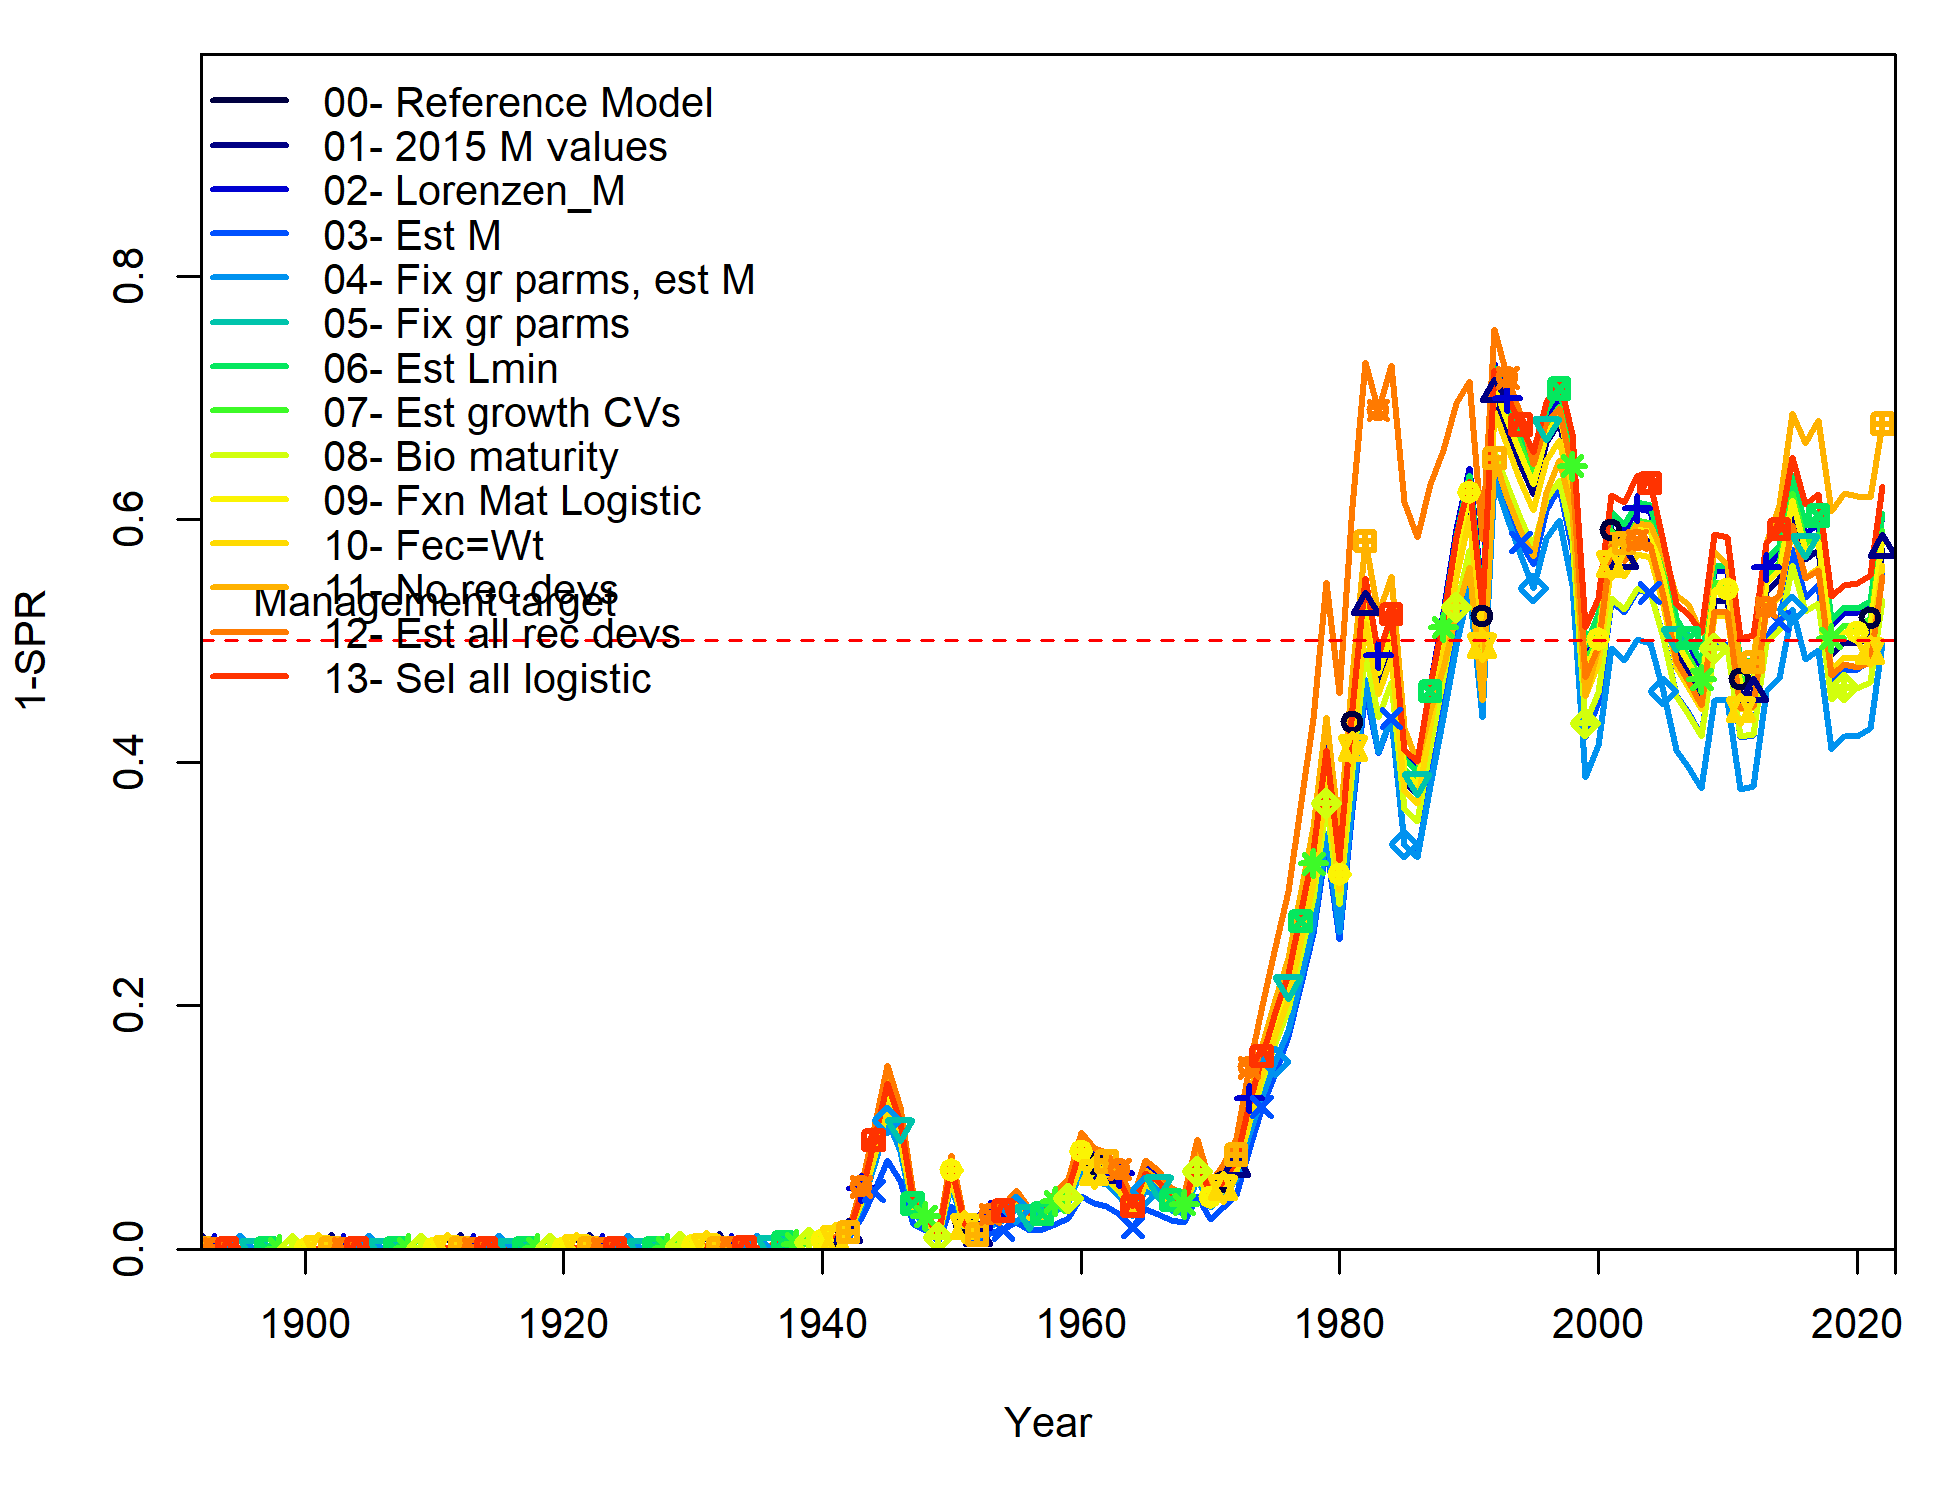 00- Reference Model
01- 2015 M values
02- Lorenzen_M
03- Est M
04- Fix gr parms, est M
05- Fix gr parms
06- Est Lmin
07- Est growth CVs
08- Bio maturity
09- Fxn Mat Logistic
10- Fec=Wt
11- No rec devs
Management target
12- Est all rec devs
13- Sel all logistic
1-SPR
0.8
0.6
0.4
0.2
0.0
1900 1920 1940 1960 1980 2000 2020
Year